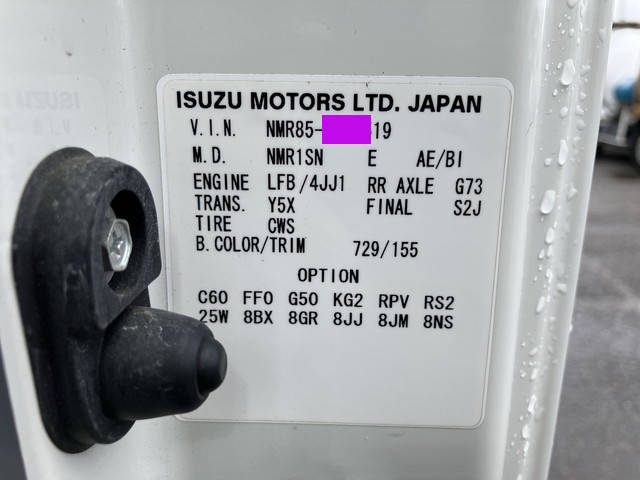 ISUZU MOTORS LTD. JAPAN
V.I.N. NMR85- 19
M.D. NMR1SN E AE/BI
ENGINE LFB/4JJ1 RR AXLE G73
TRANS. Y5X FINAL S2J
TIRE CWS
B.COLOR/TRIM 729/155
OPTION
C60 FF0 G50 KG2 RPV RS2
25W 8BX 8GR 8JJ 8JM 8NS